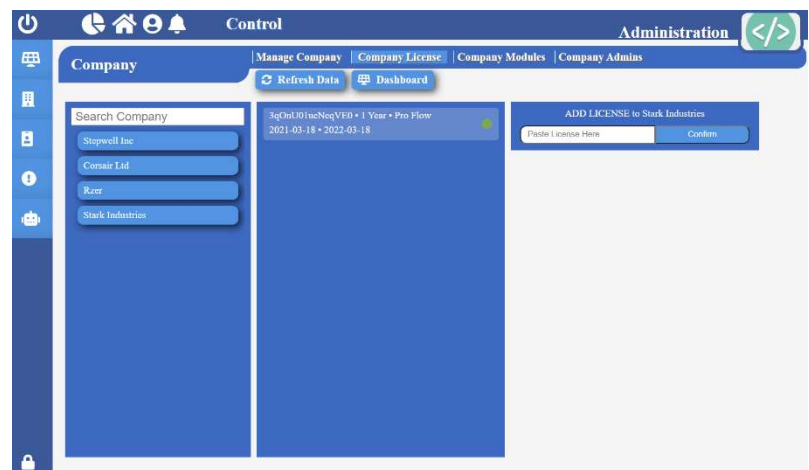 Control
Administration
</>
Company
Manage Company
Company License
Company Modules
Company Admins
Refresh Data
Dashboard
Search Company
Stepwell Inc
Corsair Ltd
Rzer
Stark Industries
• 1 Year • Pro Flow
2021-03-18 • 2022-03-18
ADD LICENSE to Stark Industries
Paste License Here
Confirm